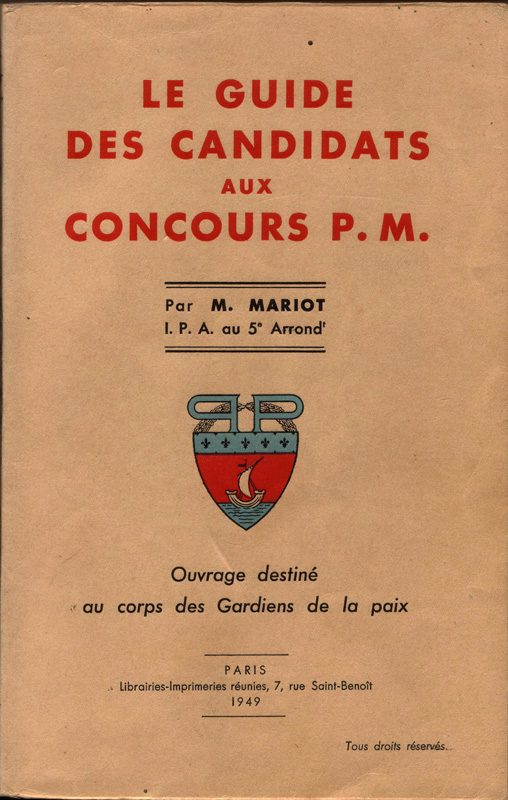 LE GUIDE
DES CANDIDATS
AUX
CONCOURS P. M.
Par M. MARIOT
I. P. A. au 5e Arrondt
PP
Ouvrage destiné
au corps des Gardiens de la paix
PARIS
Librairies-Imprimeries réunies, 7, rue Saint-Benoît
1949
Tous droits réservés.